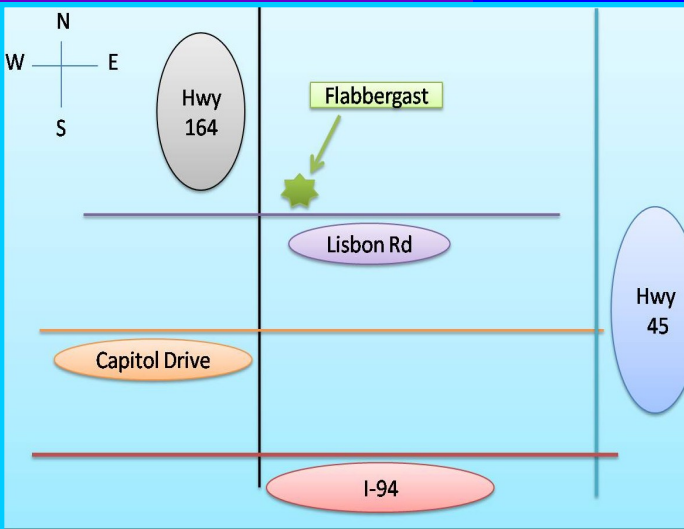 N
W E
S
Hwy
164
Flabbergast
Lisbon Rd
Hwy
45
Capitol Drive
I-94